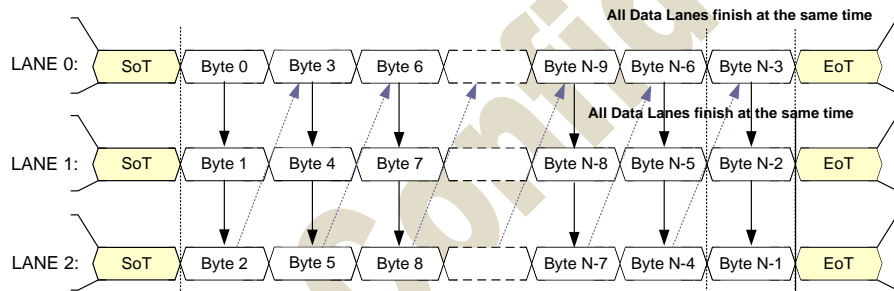 All Data Lanes finish at the same time
LANE 0: SoT Byte 0 Byte 3 Byte 6 Byte N-9 Byte N-6 Byte N-3 EoT
All Data Lanes finish at the same time
LANE 1: SoT Byte 1 Byte 4 Byte 7 Byte N-8 Byte N-5 Byte N-2 EoT
LANE 2: SoT Byte 2 Byte 5 Byte 8 Byte N-7 Byte N-4 Byte N-1 EoT